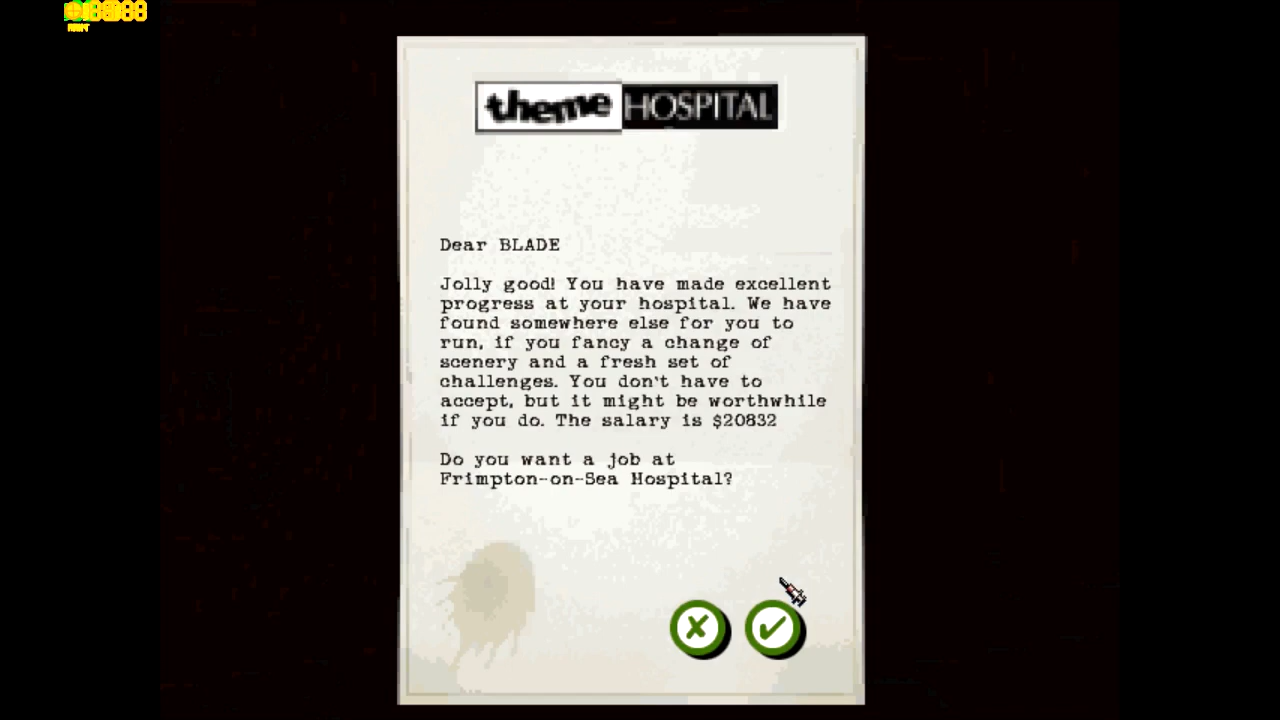 theme HOSPITAL
Dear BLADE
Jolly good! You have made excellent
progress at your hospital. We have
found somewhere else for you to
run, if you fancy a change of
scenery and a fresh set of
challenges. You don't have to
accept, but it might be worthwhile
if you do. The salary is $20832
Do you want a job at
Frimpton-on-Sea Hospital?